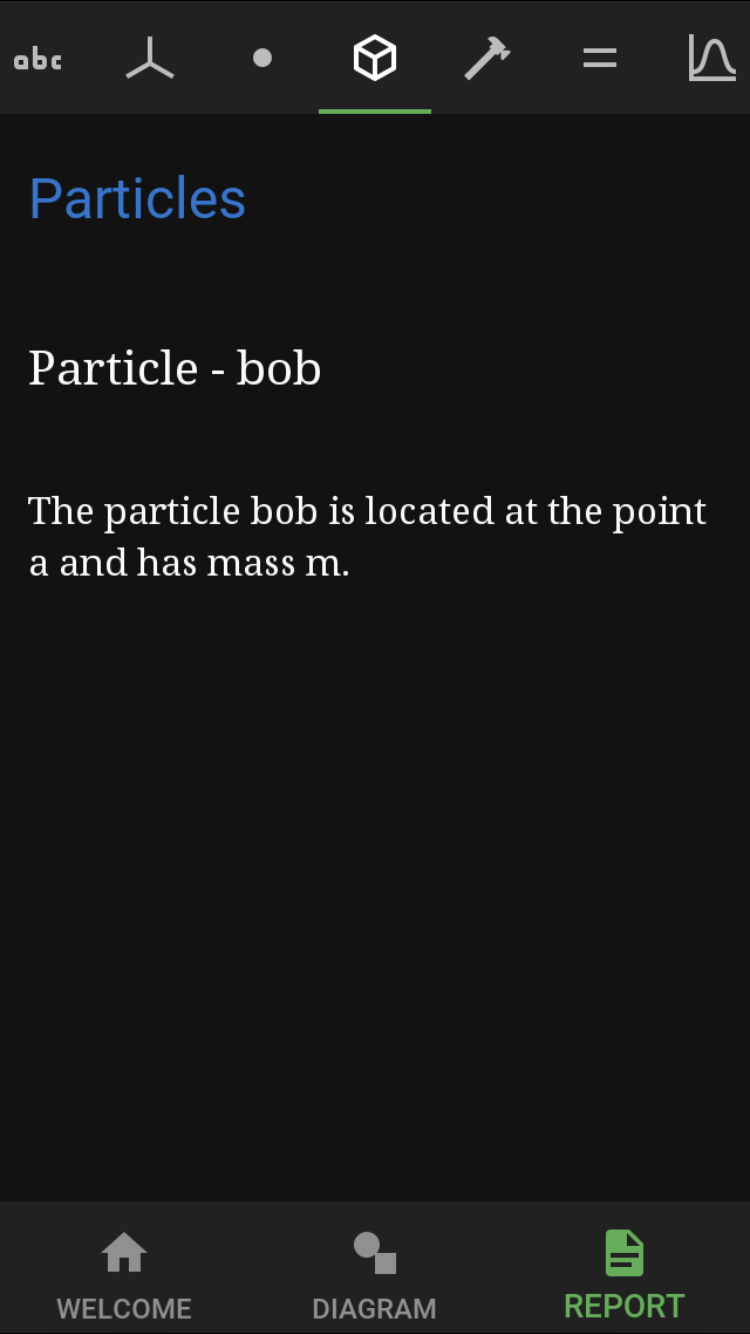 abc
Particles
Particle - bob
The particle bob is located at the point
a and has mass m.
WELCOME
DIAGRAM
REPORT